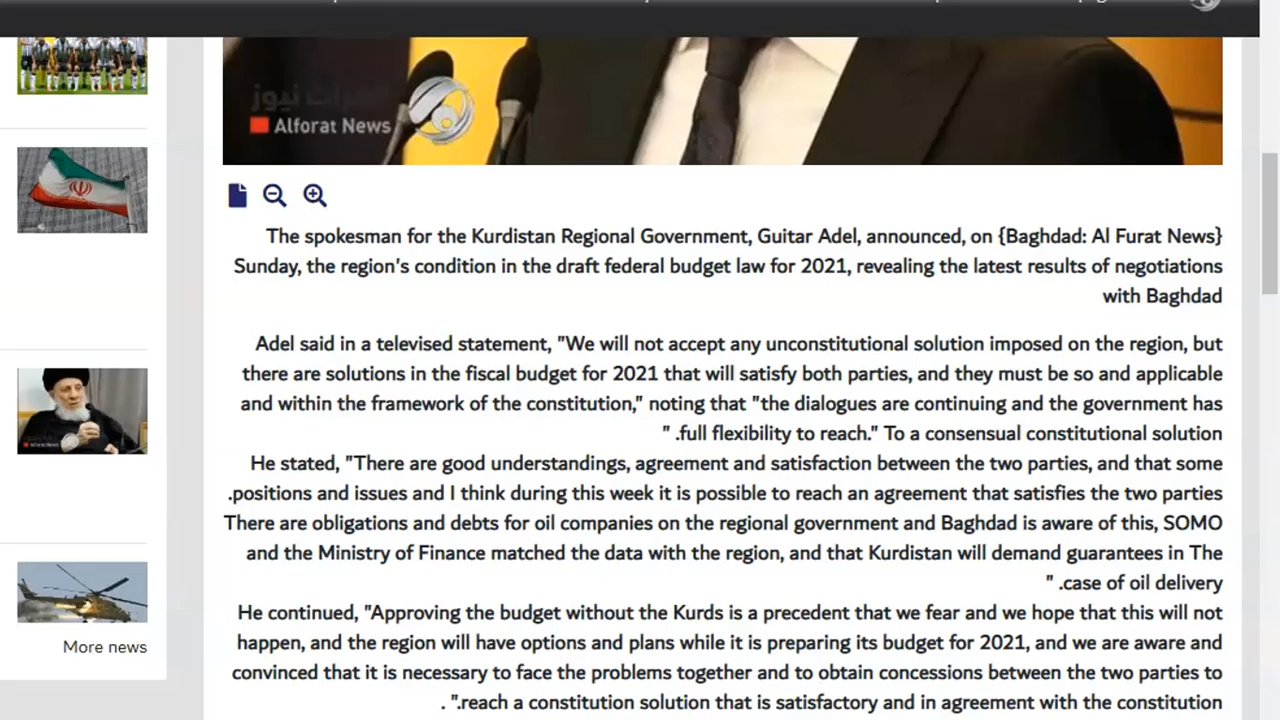 Alforat News
The spokesman for the Kurdistan Regional Government, Guitar Adel, announced, on {Baghdad: Al Furat News}
Sunday, the region's condition in the draft federal budget law for 2021, revealing the latest results of negotiations
with Baghdad
Adel said in a televised statement, "We will not accept any unconstitutional solution imposed on the region, but
there are solutions in the fiscal budget for 2021 that will satisfy both parties, and they must be so and applicable
and within the framework of the constitution," noting that "the dialogues are continuing and the government has
" .full flexibility to reach." To a consensual constitutional solution
He stated, "There are good understandings, agreement and satisfaction between the two parties, and that some
.positions and issues and I think during this week it is possible to reach an agreement that satisfies the two parties
There are obligations and debts for oil companies on the regional government and Baghdad is aware of this, SOMO
and the Ministry of Finance matched the data with the region, and that Kurdistan will demand guarantees in The
" .case of oil delivery
He continued, "Approving the budget without the Kurds is a precedent that we fear and we hope that this will not
happen, and the region will have options and plans while it is preparing its budget for 2021, and we are aware and
convinced that it is necessary to face the problems together and to obtain concessions between the two parties to
. ".reach a constitution solution that is satisfactory and in agreement with the constitution
More news